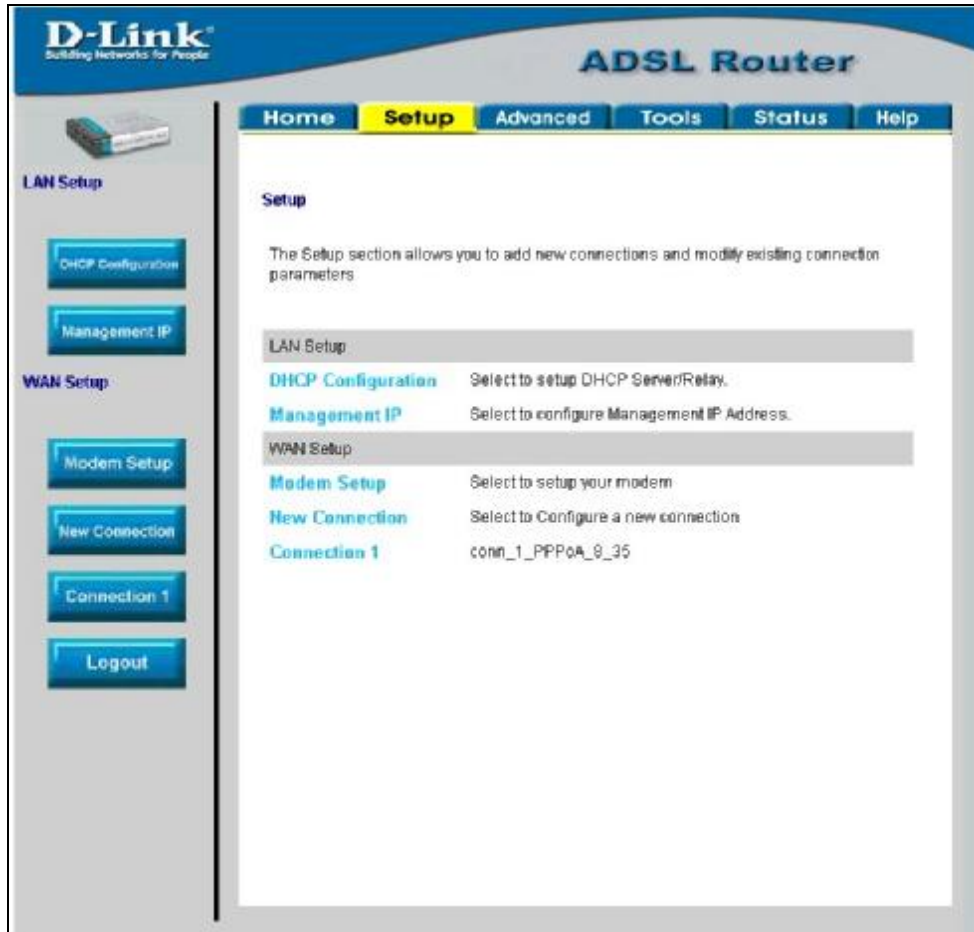 D-Link
Building Networks for People
ADSL Router
Home Setup Advanced Tools Status Help
LAN Setup
DHCP Configuration
Management IP
WAN Setup
Modem Setup
New Connection
Connection 1
Logout
Setup
The Setup section allows you to add new connections and modify existing connection
parameters
LAN Setup
DHCP Configuration Select to setup DHCP Server/Relay.
Management IP Select to configure Management IP Address.
WAN Setup
Modem Setup Select to setup your modem
New Connection Select to Configure a new connection
Connection 1 conn_1_PPPoA_8_35